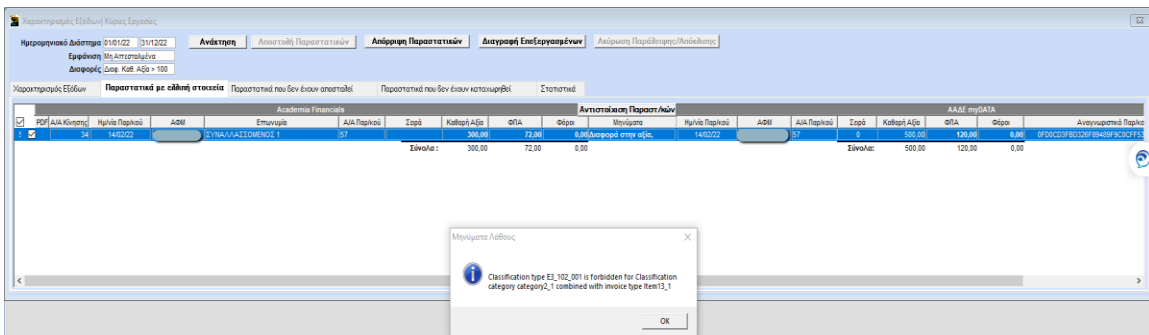 Χαρακτηρισμός Εξόδων\ Κύριες Εργασίες
Ημερομηνιακό Διάστημα 01/01/22 31/12/22 Ανάκτηση Αποστολή Παραστατικών Απόρριψη Παραστατικών Διαγραφή Επεξεργασμένων Ακύρωση Παράλειψης/Απόκλισης
Εμφάνιση Μη Απεσταλμένα
Διαφορές Διαφ. Καθ. Αξία > 100
Χαρακτηρισμός Εξόδων Παραστατικά με ελλιπή στοιχεία Παραστατικά που δεν έχουν αποσταλεί Παραστατικά που δεν έχουν καταχωρηθεί Στατιστικά
Academia Financials Αντιστοίχιση Παραστ/κών ΑΑΔΕ myDATA
PDF Α/Α Κίνησης Ημ/νία Παρ/κού ΑΦΜ Επωνυμία Α/Α Παρ/κού Σειρά Καθαρή Αξία ΦΠΑ Φόροι Μηνύματα Ημ/νία Παρ/κού ΑΦΜ Α/Α Παρ/κού Σειρά Καθαρή Αξία ΦΠΑ Φόροι Αναγνωριστικό Παρ/κο
! 34 14/02/22 ΣΥΝΑΛΛΑΣΣΟΜΕΝΟΣ 1 57 300,00 72,00 0,00 Διαφορά στην αξία, 14/02/22 57 0 500,00 120,00 0,00
Σύνολα : 300,00 72,00 0,00 Σύνολα: 500,00 120,00 0,00
Μηνύματα Λάθους
Classification type E3_102_001 is forbidden for Classification
category category2_1 combined with invoice type Item13_1
OK